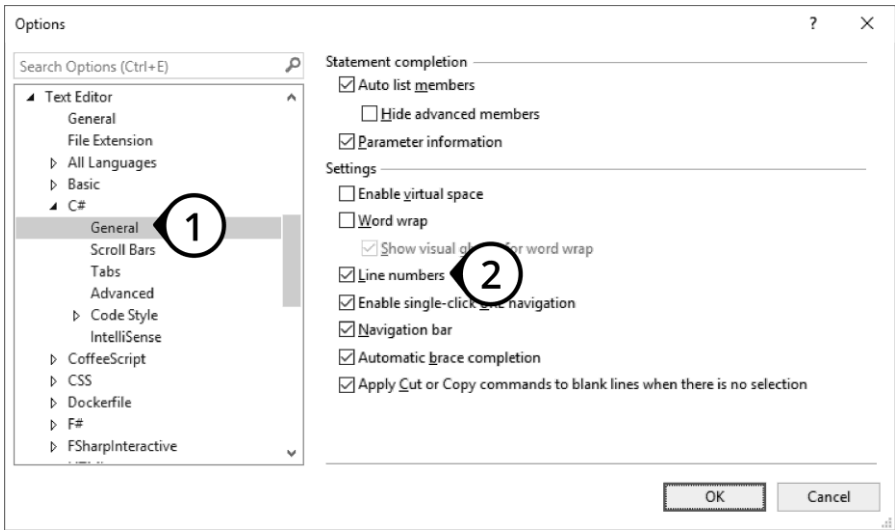 Options
?
Search Options (Ctrl+E)
Text Editor
General
File Extension
All Languages
Basic
C#
General
1
Scroll Bars
Tabs
Advanced
Code Style
IntelliSense
CoffeeScript
CSS
Dockerfile
F#
FSharpInteractive
Statement completion
Auto list members
Hide advanced members
Parameter information
Settings
Enable virtual space
Word wrap
Show visual for word wrap
Line numbers
2
Enable single-click navigation
Navigation bar
Automatic brace completion
Apply Cut or Copy commands to blank lines when there is no selection
OK
Cancel